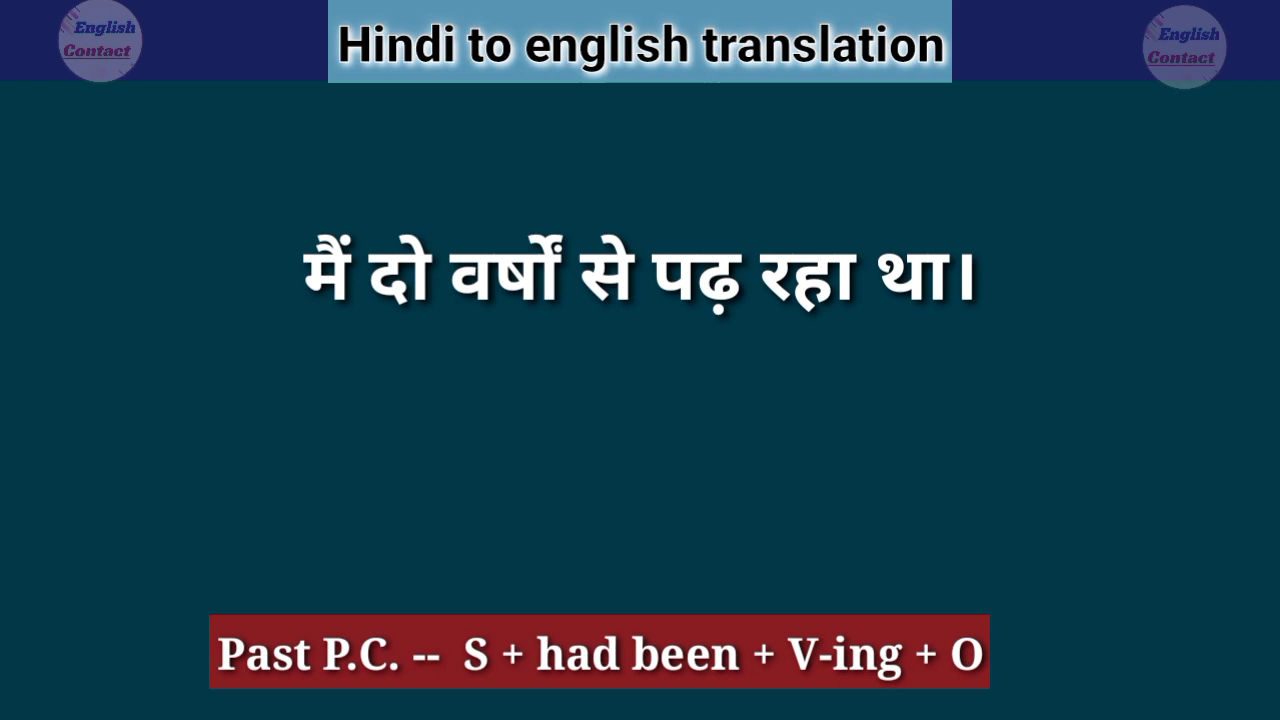 English
Contact
Hindi to english translation
English
Contact
मैं दो वर्षों से पढ़ रहा था।
Past P.C. -- S + had been + V-ing + O